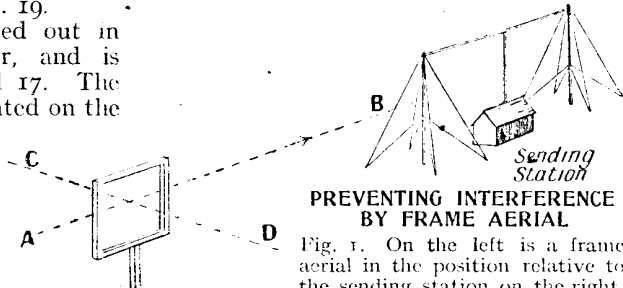 . 19.
ed out in
r, and is
17. The
ted on the
B
C
A
D
Sending
Station
PREVENTING INTERFERENCE
BY FRAME AERIAL
Fig. 1. On the left is a frame
aerial in the position relative to
the sending station on the right.